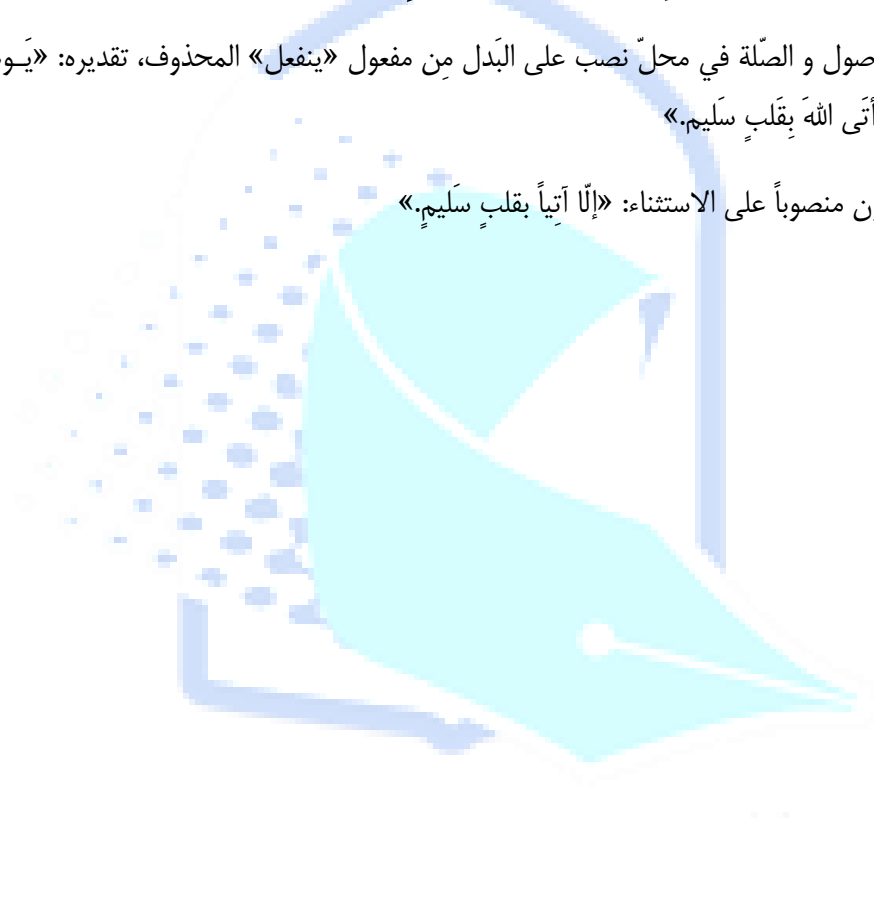 صول و الصّلة في محلّ نصب على البَدل مِن مفعول «ينفعل» المحذوف، تقديره: «يَـو
أتَى اللهَ بِقَلبٍ سَليم.»
ن منصوباً على الاستثناء: «إلّا آتِياً بقلبٍ سَليمٍ.»